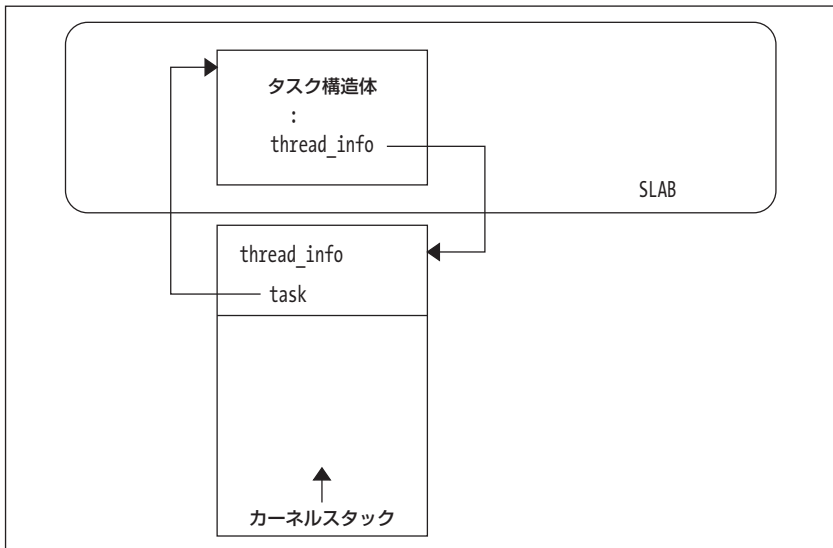 タスク構造体
:
thread_info
SLAB
thread_info
task
カーネルスタック